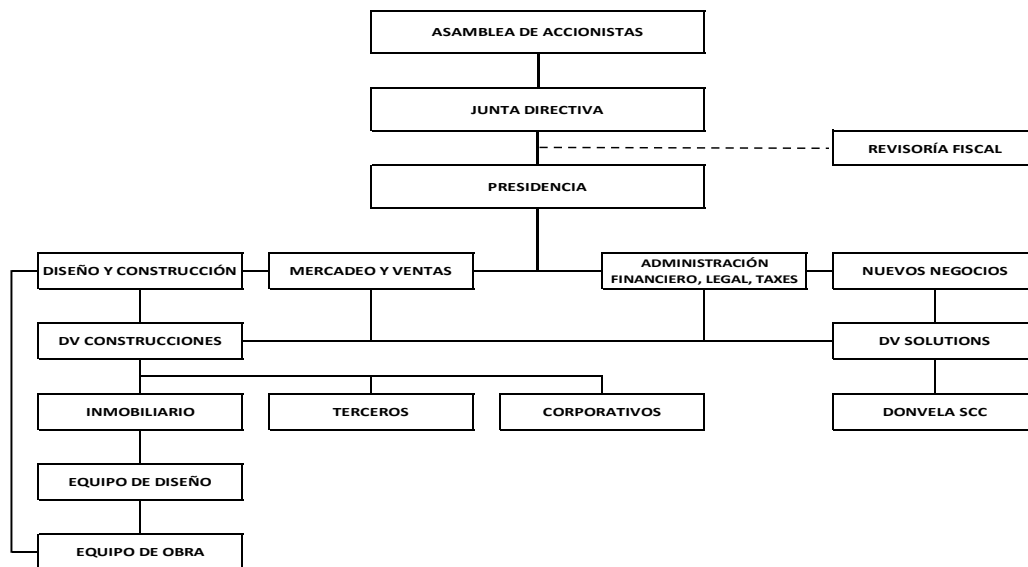 ASAMBLEA DE ACCIONISTAS
JUNTA DIRECTIVA
REVISORÍA FISCAL
PRESIDENCIA
DISEÑO Y CONSTRUCCIÓN
MERCADEO Y VENTAS
ADMINISTRACIÓN
FINANCIERO, LEGAL, TAXES
NUEVOS NEGOCIOS
DV CONSTRUCCIONES
DV SOLUTIONS
INMOBILIARIO
TERCEROS
CORPORATIVOS
DONVELA SCC
EQUIPO DE DISEÑO
EQUIPO DE OBRA